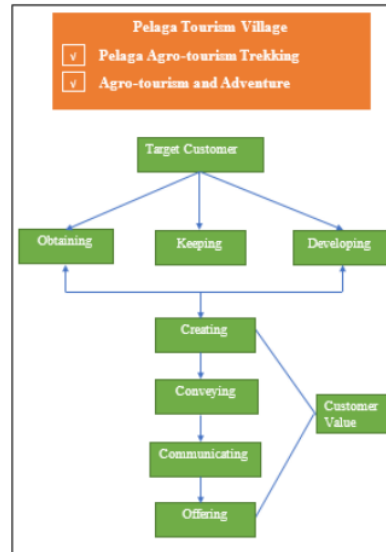 Pelaga Tourism Village
√ Pelaga Agro-tourism Trekking
√ Agro-tourism and Adventure
Target Customer
Obtaining
Keeping
Developing
Creating
Conveying
Customer
Value
Communicating
Offering